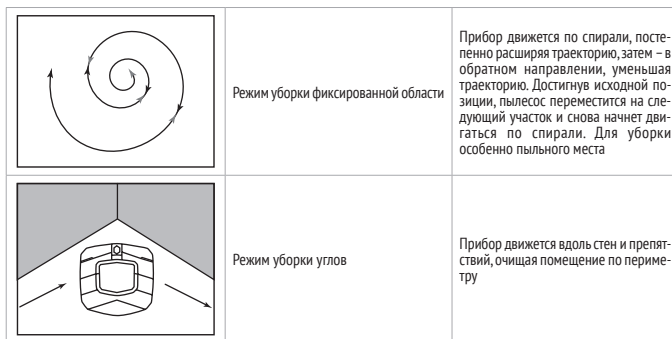 Режим уборки фиксированной области
Прибор движется по спирали, посте-
пенно расширяя траекторию, затем – в
обратном направлении, уменьшая
траекторию. Достигнув исходной по-
зиции, пылесос переместится на сле-
дующий участок и снова начнет дви-
гаться по спирали. Для уборки
особенно пыльного места
Режим уборки углов
Прибор движется вдоль стен и препят-
ствий, очищая помещение по периме-
тру